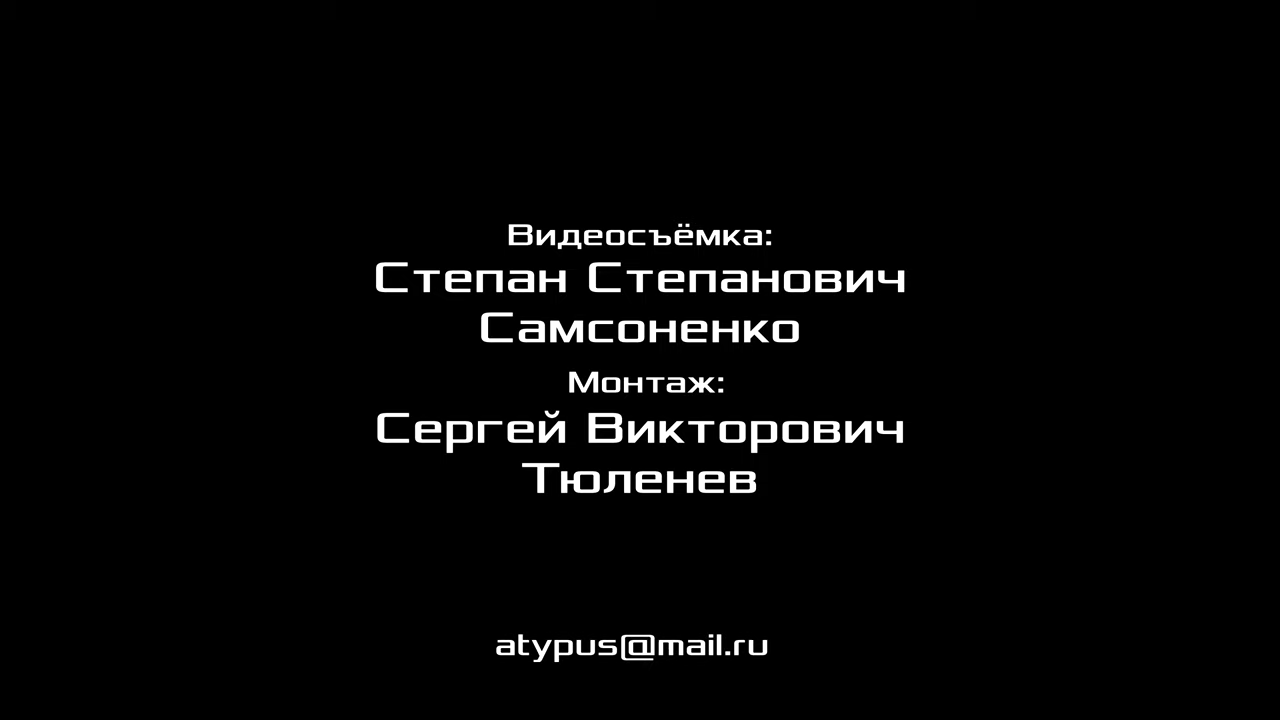 Видеосъёмка:
Степан Степанович
Самсоненко
Монтаж:
Сергей Викторович
Тюленев
atypus@mail.ru